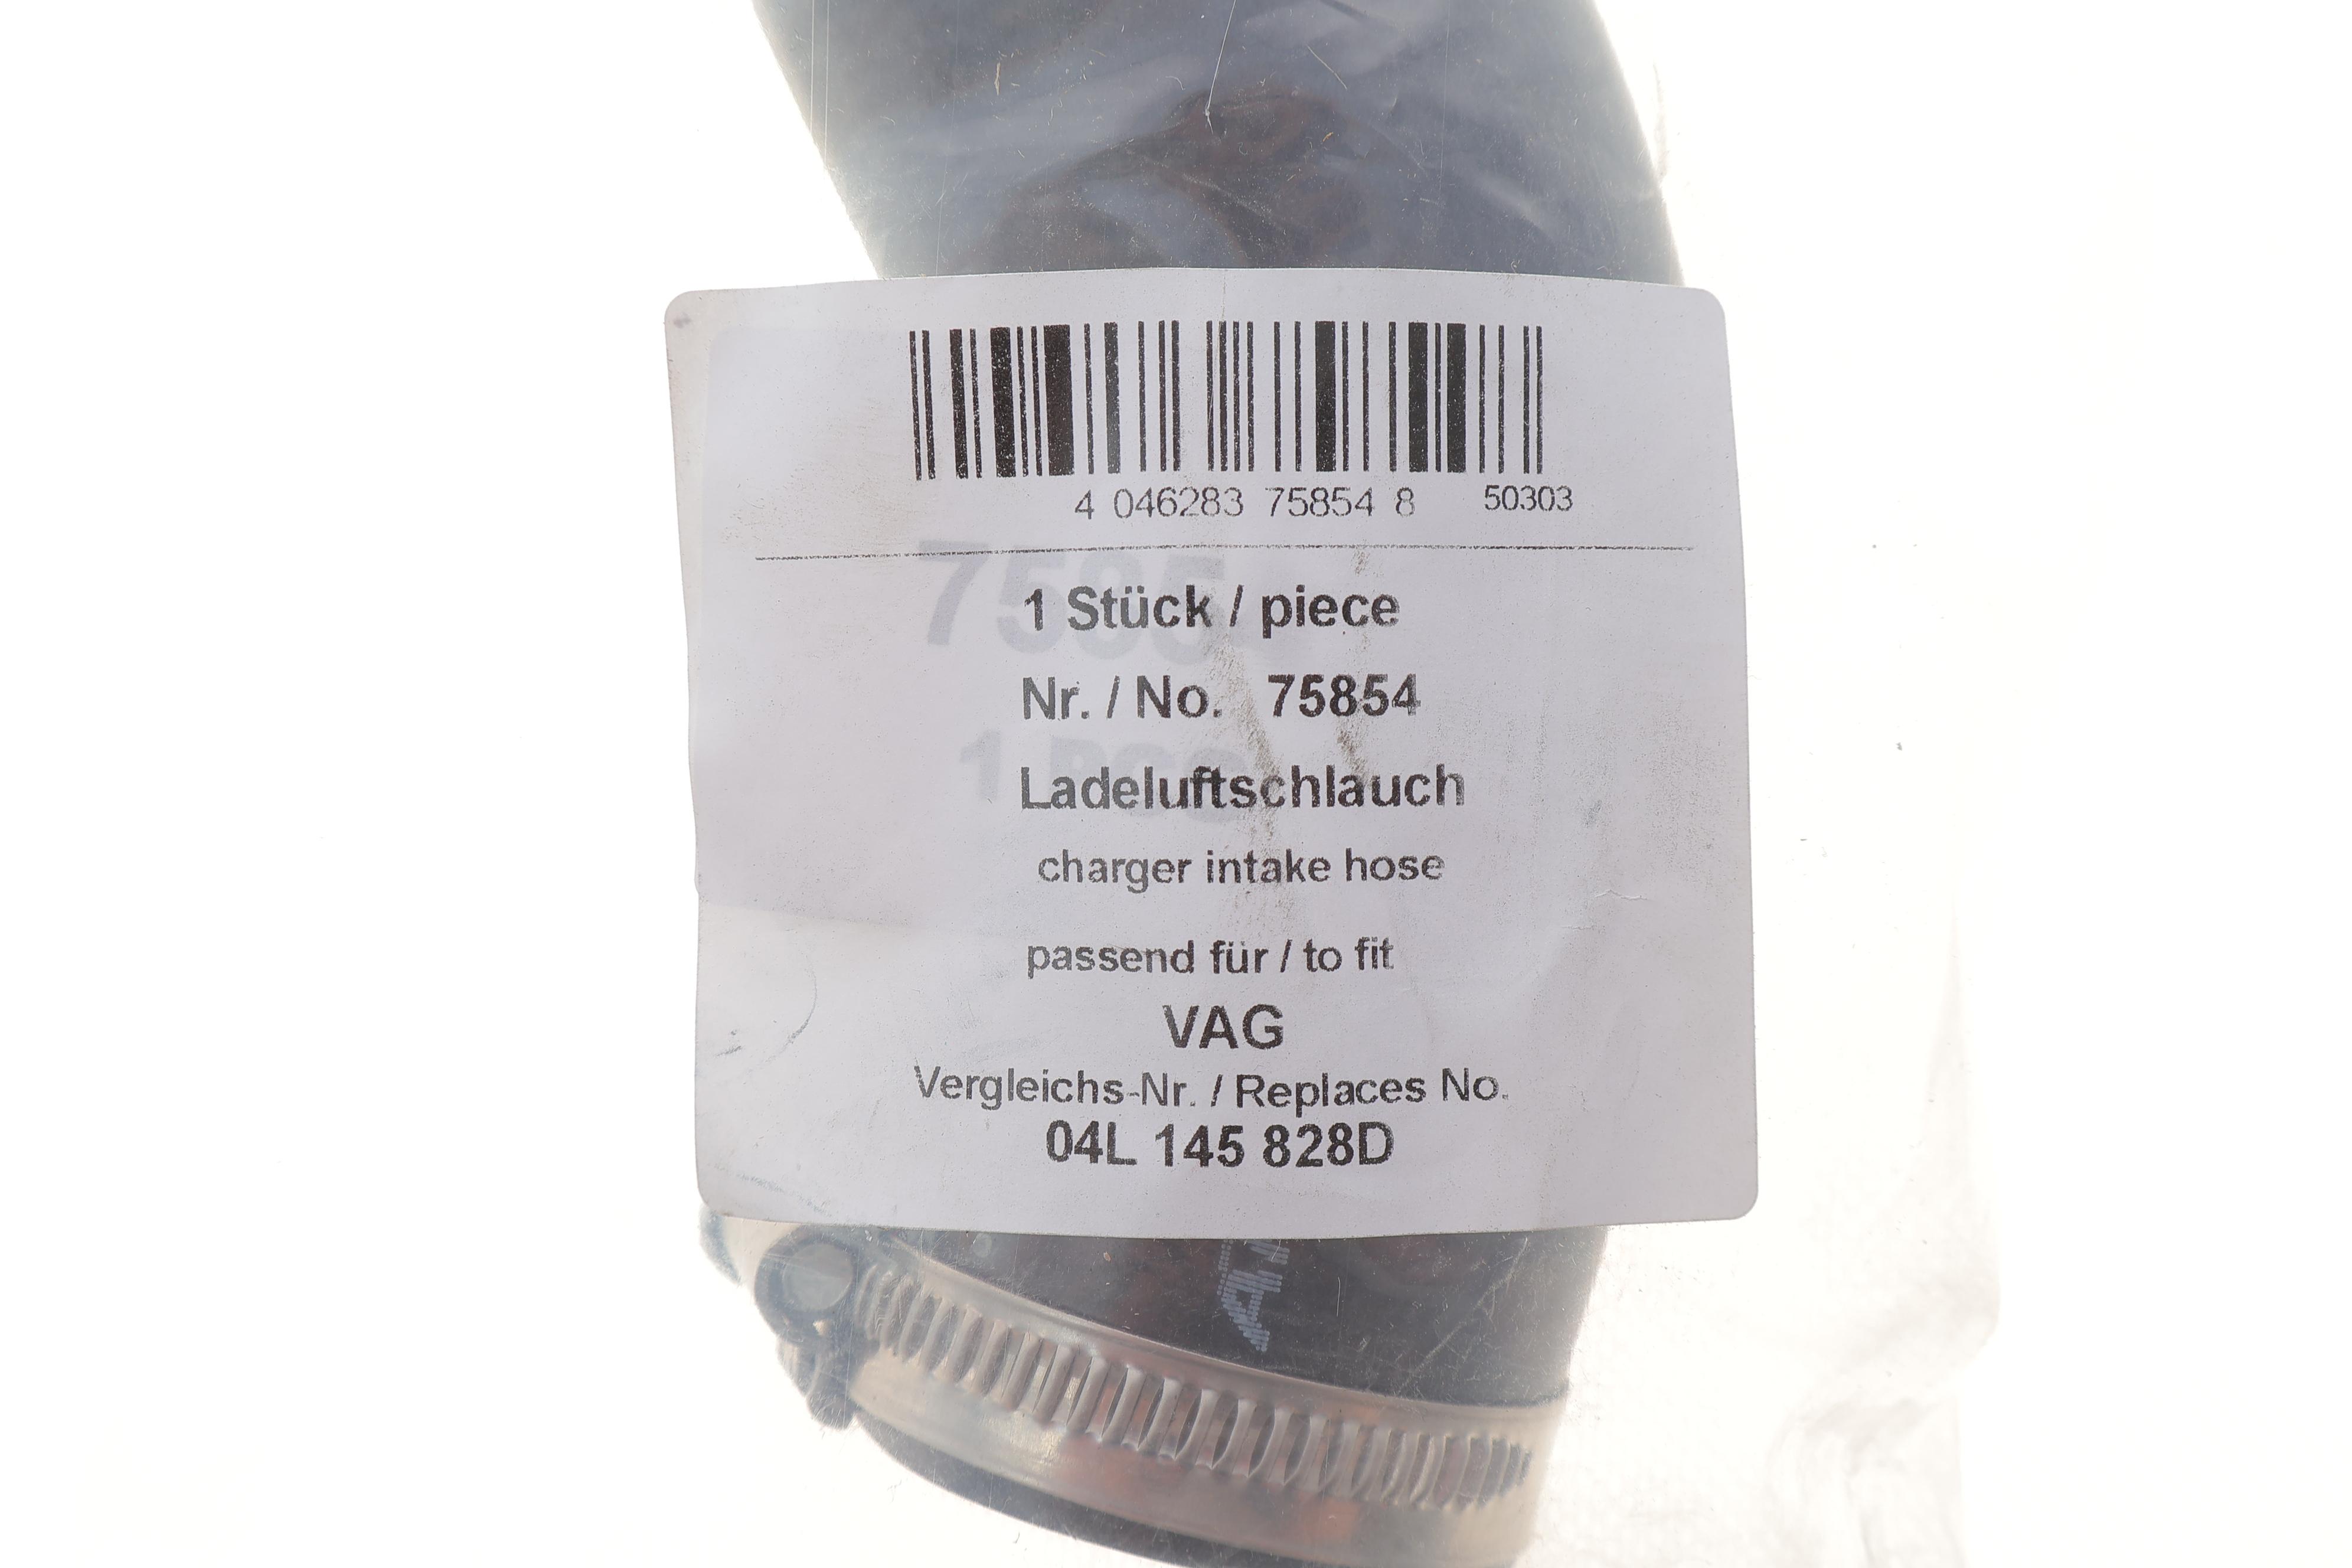 4 046283 75854 8 50303
1 Stück / piece
Nr. / No. 75854
Ladeluftschlauch
charger intake hose
passend für / to fit
VAG
Vergleichs-Nr. / Replaces No.
04L 145 828D